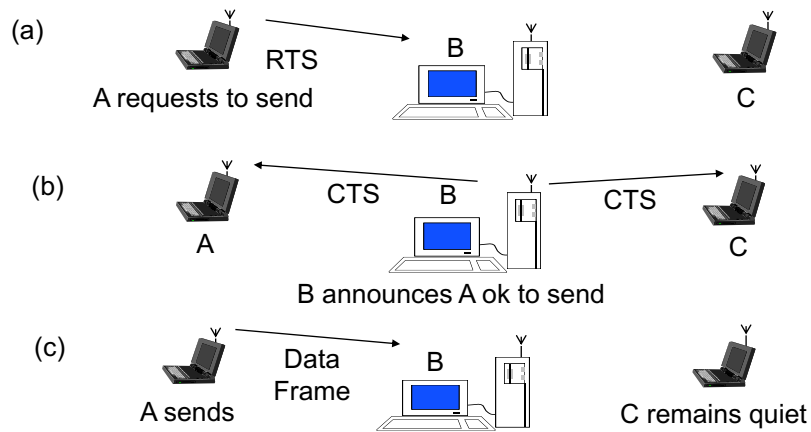 (a)
RTS
B
A requests to send
C
(b)
CTS
B
CTS
A
C
B announces A ok to send
(c)
Data
Frame
B
A sends
C remains quiet